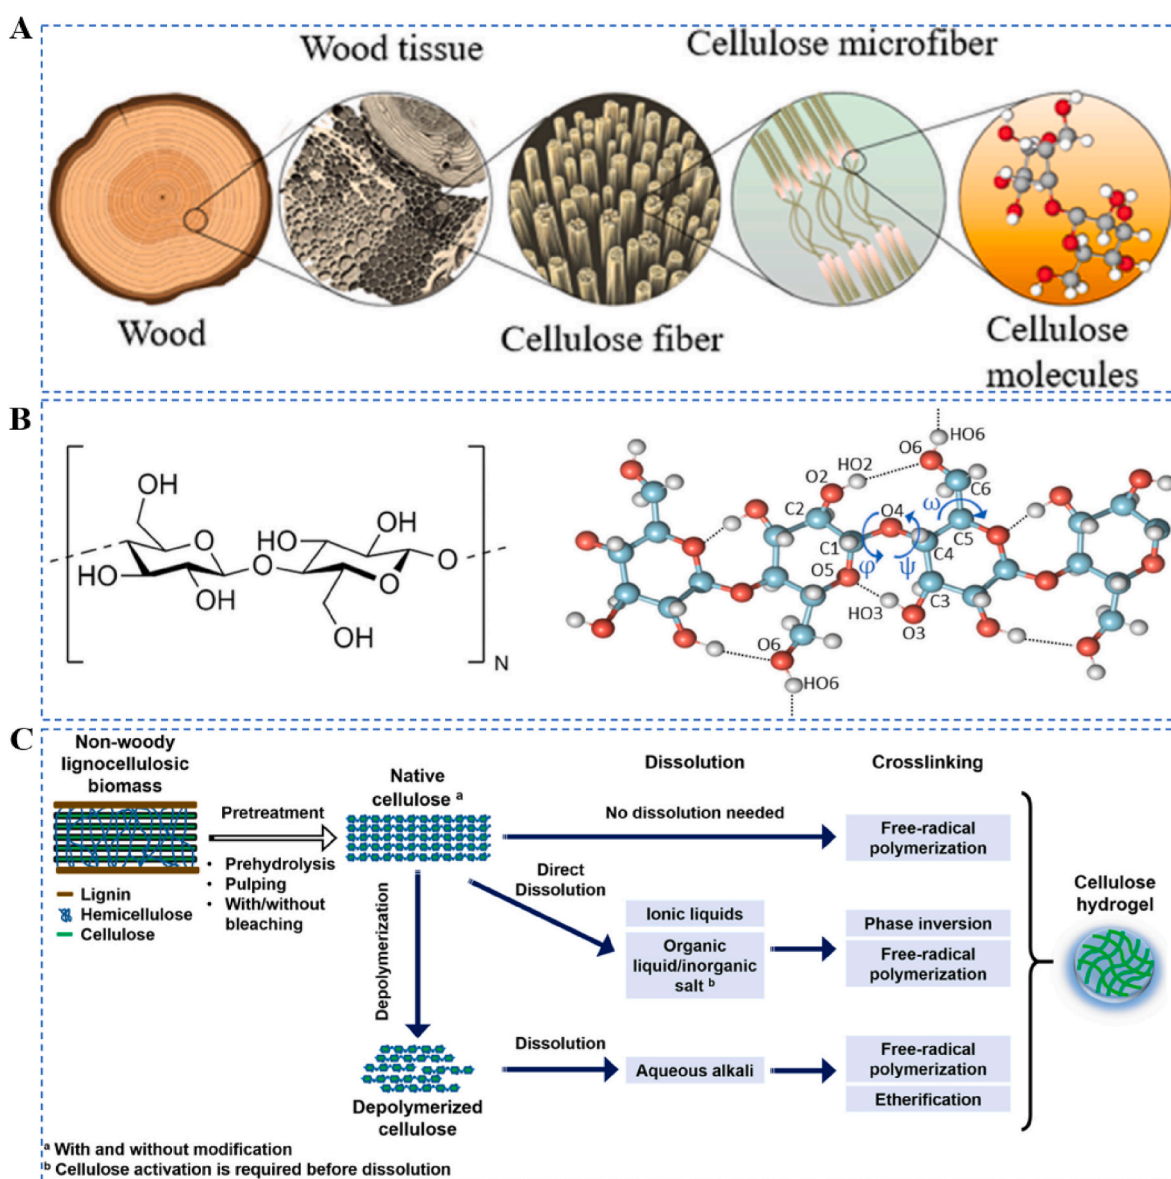 A
Wood tissue
Cellulose microfiber
Wood
Cellulose fiber
Cellulose
molecules
B
OH
O
HO
HO
OH
O
HO
OH
O
O
OH
N
HO6
O6
HO2
O2
C6
C2
O4
ω
C5
C1
C4
O5
φ
ψ
C3
HO3
O3
O6
HO6
C
Non-woody
lignocellulosic
biomass
Lignin
Hemicellulose
Cellulose
Pretreatment
• Prehydrolysis
• Pulping
• With/without
bleaching
Native
cellulose ᵃ
Depolymerization
Depolymerized
cellulose
Dissolution
Crosslinking
No dissolution needed
Free-radical
polymerization
Direct
Dissolution
Ionic liquids
Organic
liquid/inorganic
salt ᵇ
Phase inversion
Free-radical
polymerization
Dissolution
Aqueous alkali
Free-radical
polymerization
Etherification
Cellulose
hydrogel
ᵃ With and without modification
ᵇ Cellulose activation is required before dissolution